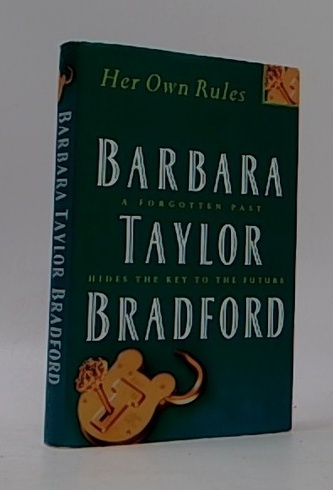 Her Own Rules
BARBARA
A FORGOTTEN PAST
TAYLOR
HIDES THE KEY TO THE FUTURE
BRADFORD
BARBARA TAYLOR BRADFORD